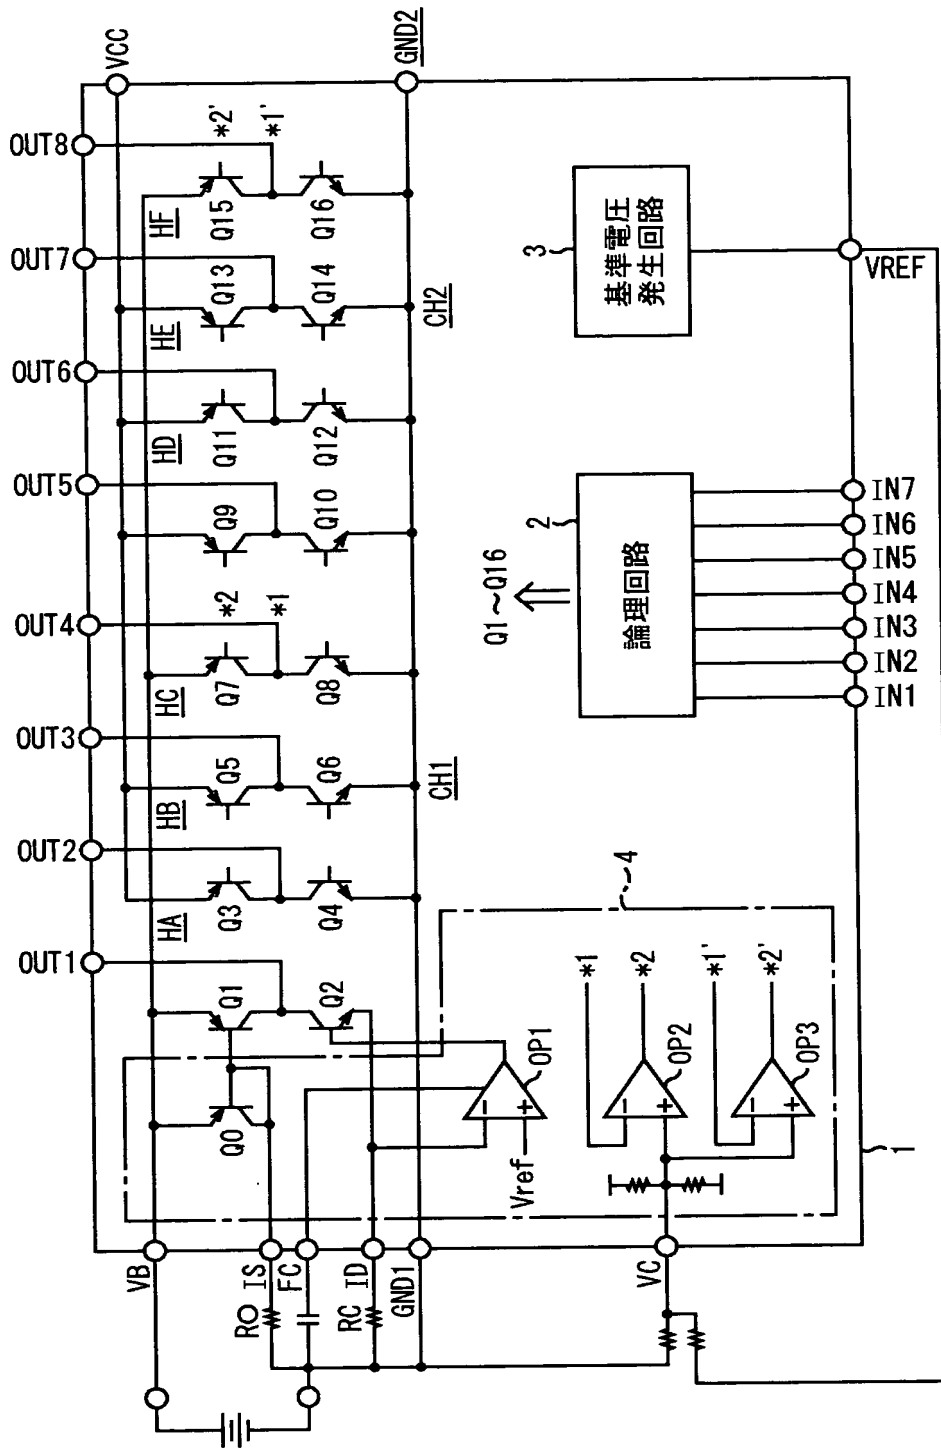 OUT1
OUT2
OUT3
OUT4
OUT5
OUT6
OUT7
OUT8
VCC
GND2
VB
IS
FC
ID
GND1
VC
RO
RC
Q0
Q1
Q2
HA
Q3
Q4
HB
Q5
Q6
HC
Q7
Q8
*2
*1
Q9
Q10
HD
Q11
Q12
HE
Q13
Q14
HF
Q15
Q16
*2'
*1'
CH1
CH2
OP1
Vref
4
*1
*2
OP2
*1'
*2'
OP3
1
Q1～Q16
2
論理回路
3
基準電圧
発生回路
IN1
IN2
IN3
IN4
IN5
IN6
IN7
VREF